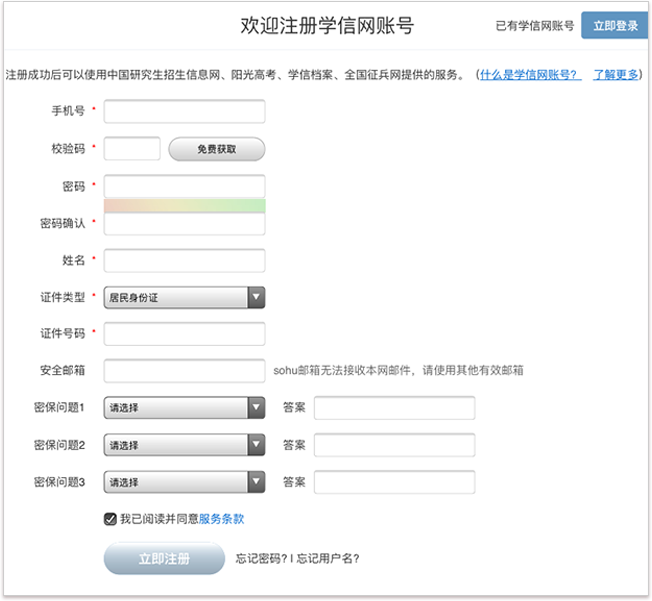 欢迎注册学信网账号 已有学信网账号 立即登录
注册成功后可以使用中国研究生招生信息网、阳光高考、学信档案、全国征兵网提供的服务。（什么是学信网账号？ 了解更多）
手机号 *
校验码 * 免费获取
密码 *
密码确认 *
姓名 *
证件类型 * 居民身份证
证件号码 *
安全邮箱 sohu邮箱无法接收本网邮件，请使用其他有效邮箱
密保问题1 请选择 答案
密保问题2 请选择 答案
密保问题3 请选择 答案
我已阅读并同意服务条款
立即注册 忘记密码? | 忘记用户名?